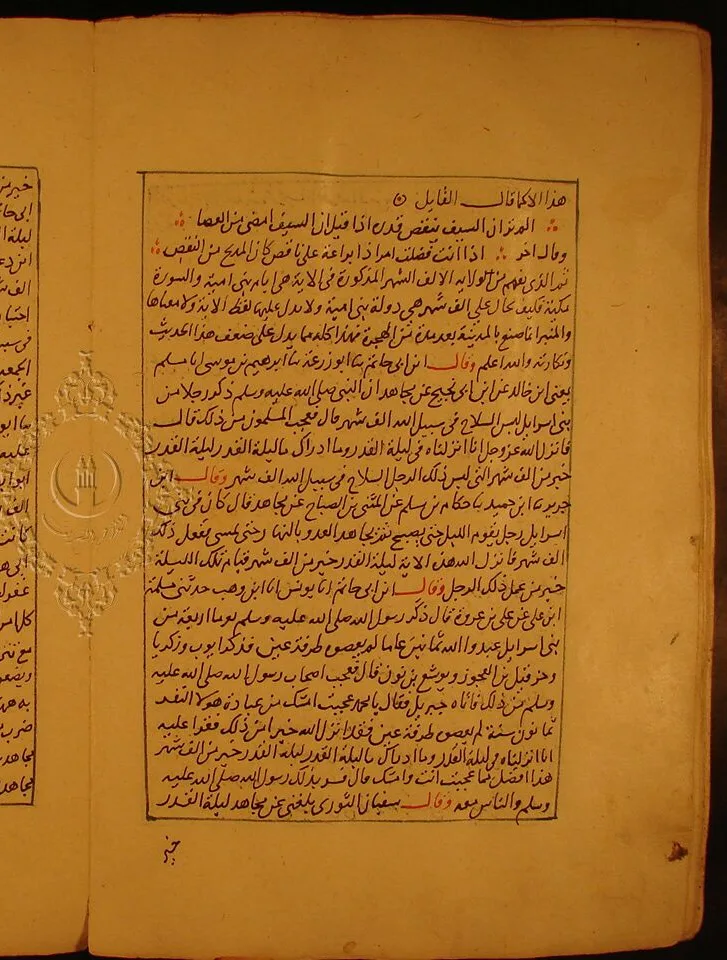 هذا الا كما قال القايل
الم تر ان السيف ينقص قدره اذا قيل ان السيف امضى من العصا
وقال اخر اذا انت فضلت امرا ذا براعة على ناقص كان المديح من النقص
ثم الذي يفهم من ولاية الالف الشهر المذكورة في الاية هي ايام بني امية والسورة
مكية فكيف يحال على الف شهر هي دولة بني امية ولا يدل عليها لفظ الاية ولا معناها
والمنبر انما صنع بالمدينة بعد مدة من الهجرة فهذا كله مما يدل على ضعف هذا الحديث
ونكارته والله اعلم وقال ابن ابي حاتم بنا ابو زرعة بنا ابرهيم بن موسى انا مسلم
يعني ابن خالد عن ابن ابي نجيح عن مجاهد ان النبي صلى الله عليه وسلم ذكر رجلا من
بني اسرايل لبس السلاح في سبيل الله الف شهر قال فعجب المسلمون من ذلك قال
فانزل الله عز وجل انا انزلناه في ليلة القدر وما ادراك ما ليلة القدر ليلة القدر
خير من الف شهر التي لبس ذلك الرجل السلاح في سبيل الله الف شهر وقال ابن
جرير بنا ابن حميد بنا حكام بن سلم عن المثنى بن الصباح عن مجاهد قال كان في بني
اسرايل رجل يقوم الليل حتى يصبح ثم يجاهد العدو بالنهار حتى يمسي يفعل ذلك
الف شهر فانزل الله هذه الاية ليلة القدر خير من الف شهر قيام تلك الليلة
خير من عمل ذلك الرجل وقال ابن ابي حاتم انا يونس انا ابن وهب حدثني مسلمة
ابن علي عن علي بن عروة قال ذكر رسول الله صلى الله عليه وسلم يوما اربعة من
بني اسرايل عبدوا الله ثمانين عاما لم يعصوه طرفة عين فذكر ايوب وزكريا
وحزقيل بن العجوز ويوشع بن نون قال فعجب اصحاب رسول الله صلى الله عليه
وسلم من ذلك فاتاه جبريل فقال يا محمد عجبت امتك من عبادة هولا النفر
ثمانون سنة لم يعصوه طرفة عين فقد انزل الله خيرا من ذلك فقرا عليه
انا انزلناه في ليلة القدر وما ادراك ما ليلة القدر ليلة القدر خير من الف شهر
هذا افضل مما عجبت انت وامتك قال فسر بذلك رسول الله صلى الله عليه
وسلم والناس معه وقال سفيان الثوري بلغني عن مجاهد ليلة القدر
خير